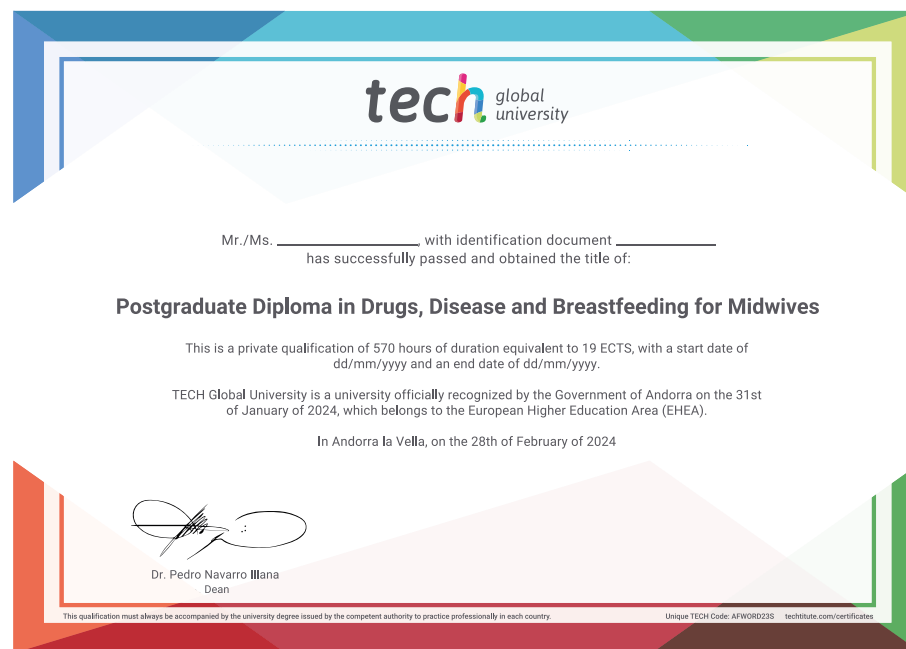 tech global university
Mr./Ms. ____________, with identification document ____________
has successfully passed and obtained the title of:
Postgraduate Diploma in Drugs, Disease and Breastfeeding for Midwives
This is a private qualification of 570 hours of duration equivalent to 19 ECTS, with a start date of
dd/mm/yyyy and an end date of dd/mm/yyyy.
TECH Global University is a university officially recognized by the Government of Andorra on the 31st
of January of 2024, which belongs to the European Higher Education Area (EHEA).
In Andorra la Vella, on the 28th of February of 2024
Dr. Pedro Navarro Illana
Dean
This qualification must always be accompanied by the university degree issued by the competent authority to practice professionally in each country. Unique TECH Code: AFWORD23S techtitute.com/certificates